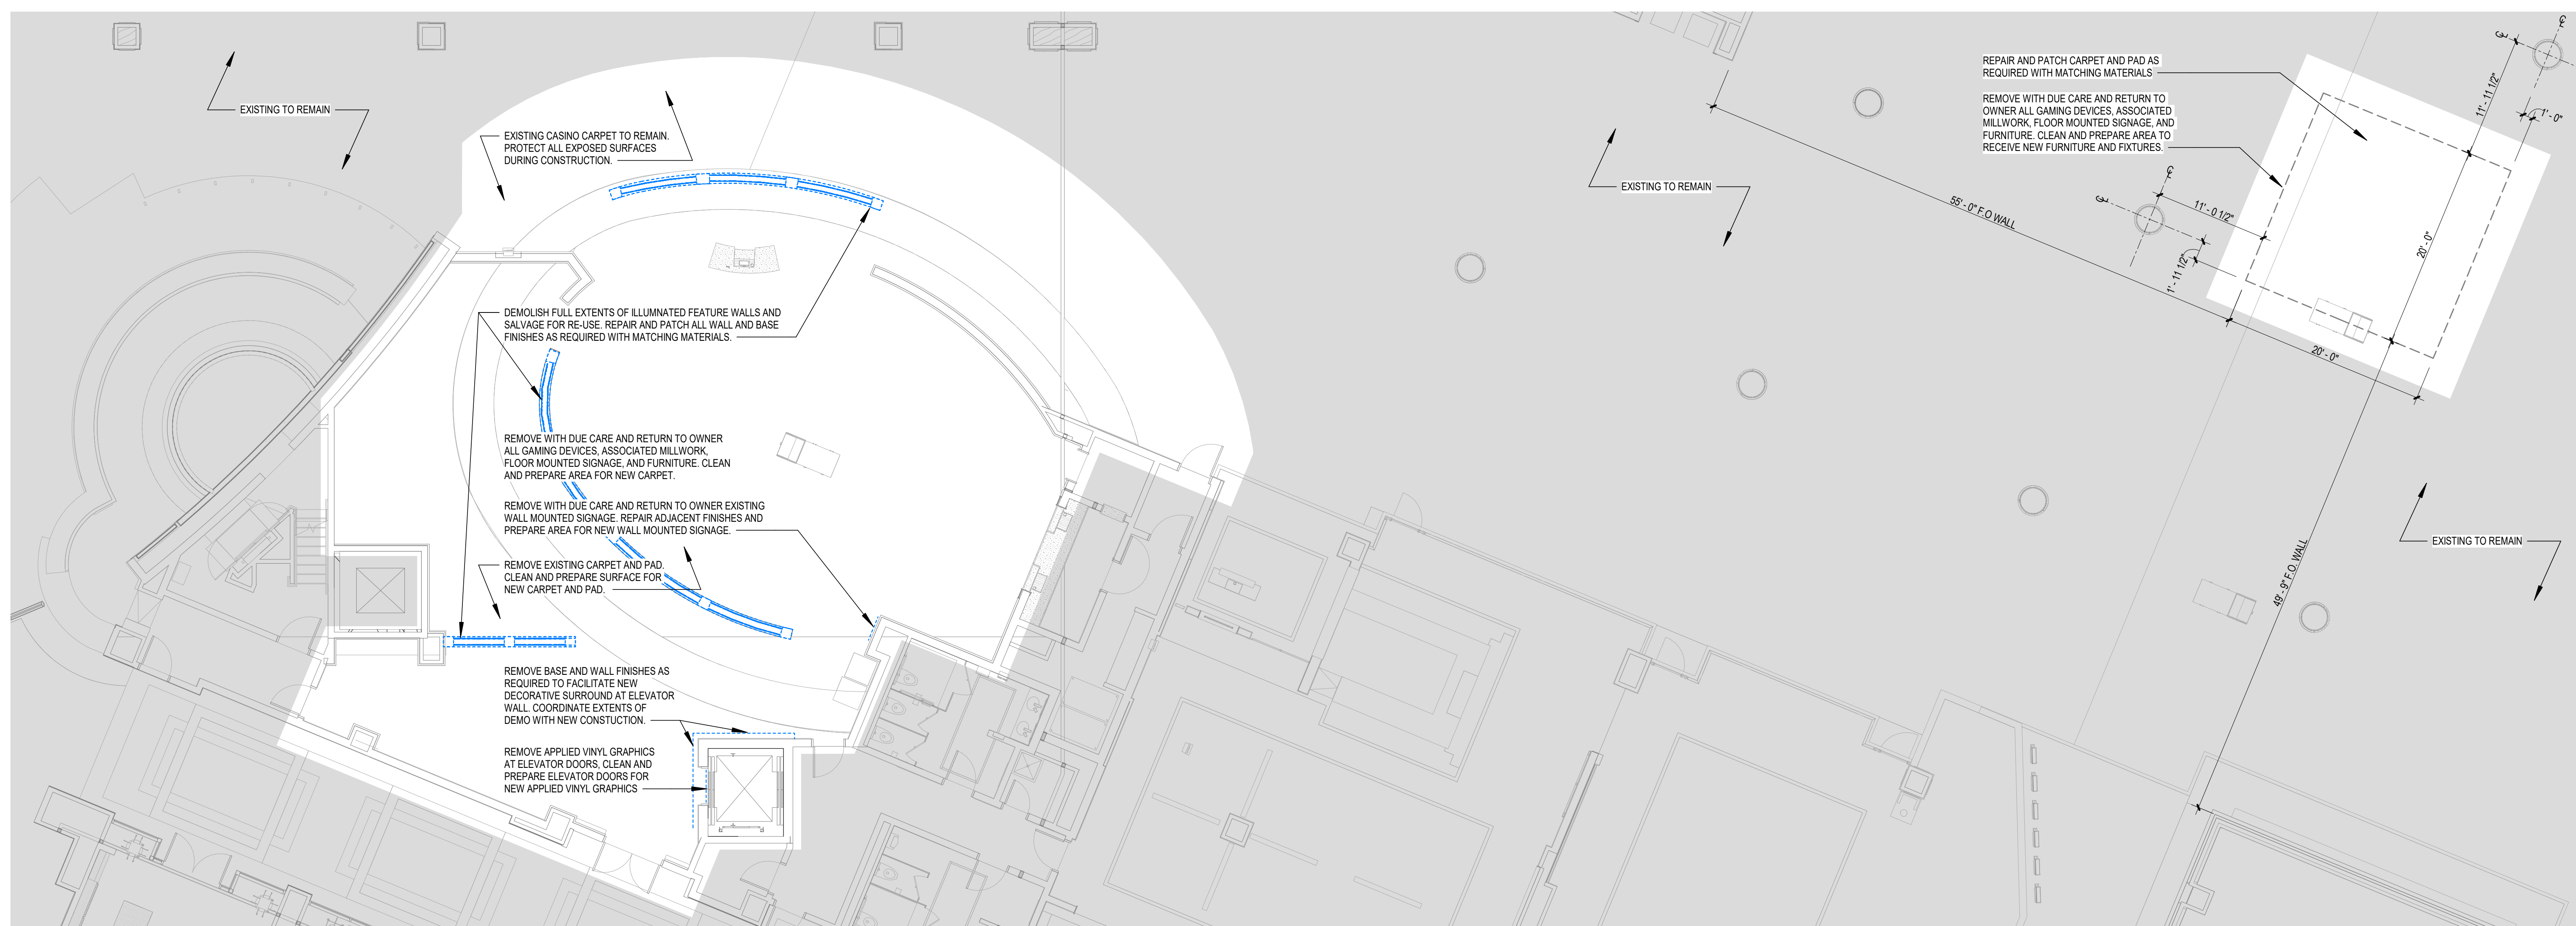 EXISTING TO REMAIN
EXISTING CASINO CARPET TO REMAIN.
PROTECT ALL EXPOSED SURFACES
DURING CONSTRUCTION.
DEMOLISH FULL EXTENTS OF ILLUMNATED FEATURE WALLS AND
SALVAGE FOR RE-USE. REPAIR AND PATCH ALL WALL AND BASE
FINISHES AS REQUIRED WITH MATCHING MATERIALS.
REMOVE WITH DUE CARE AND RETURN TO OWNER
ALL GAMING DEVICES, ASSOCIATED MILLWORK,
FLOOR MOUNTED SIGNAGE, AND FURNITURE. CLEAN
AND PREPARE AREA FOR NEW CARPET.
REMOVE WITH DUE CARE AND RETURN TO OWNER EXISTING
WALL MOUNTED SIGNAGE. REPAIR ADJACENT FINISHES AND
PREPARE AREA FOR NEW WALL MOUNTED SIGNAGE.
REMOVE EXISTING CARPET AND PAD.
CLEAN AND PREPARE SURFACE FOR
NEW CARPET AND PAD.
REMOVE BASE AND WALL FINISHES AS
REQUIRED TO FACILITATE NEW
DECORATIVE SURROUND AT ELEVATOR
WALL. COORDINATE EXTENTS OF
DEMO WITH NEW CONSTUCTION.
REMOVE APPLIED VINYL GRAPHICS
AT ELEVATOR DOORS, CLEAN AND
PREPARE ELEVATOR DOORS FOR
NEW APPLIED VINYL GRAPHICS
EXISTING TO REMAIN
REPAIR AND PATCH CARPET AND PAD AS
REQUIRED WITH MATCHING MATERIALS
REMOVE WITH DUE CARE AND RETURN TO
OWNER ALL GAMING DEVICES, ASSOCIATED
MILLWORK, FLOOR MOUNTED SIGNAGE, AND
FURNITURE. CLEAN AND PREPARE AREA TO
RECEIVE NEW FURNITURE AND FIXTURES.
℄
℄
11' - 11 1/2"
1' - 0"
℄
℄
11' - 0 1/2"
1' - 11 1/2"
55' - 0" F.O WALL
20' - 0"
20' - 0"
49' - 9" F.O. WALL
EXISTING TO REMAIN